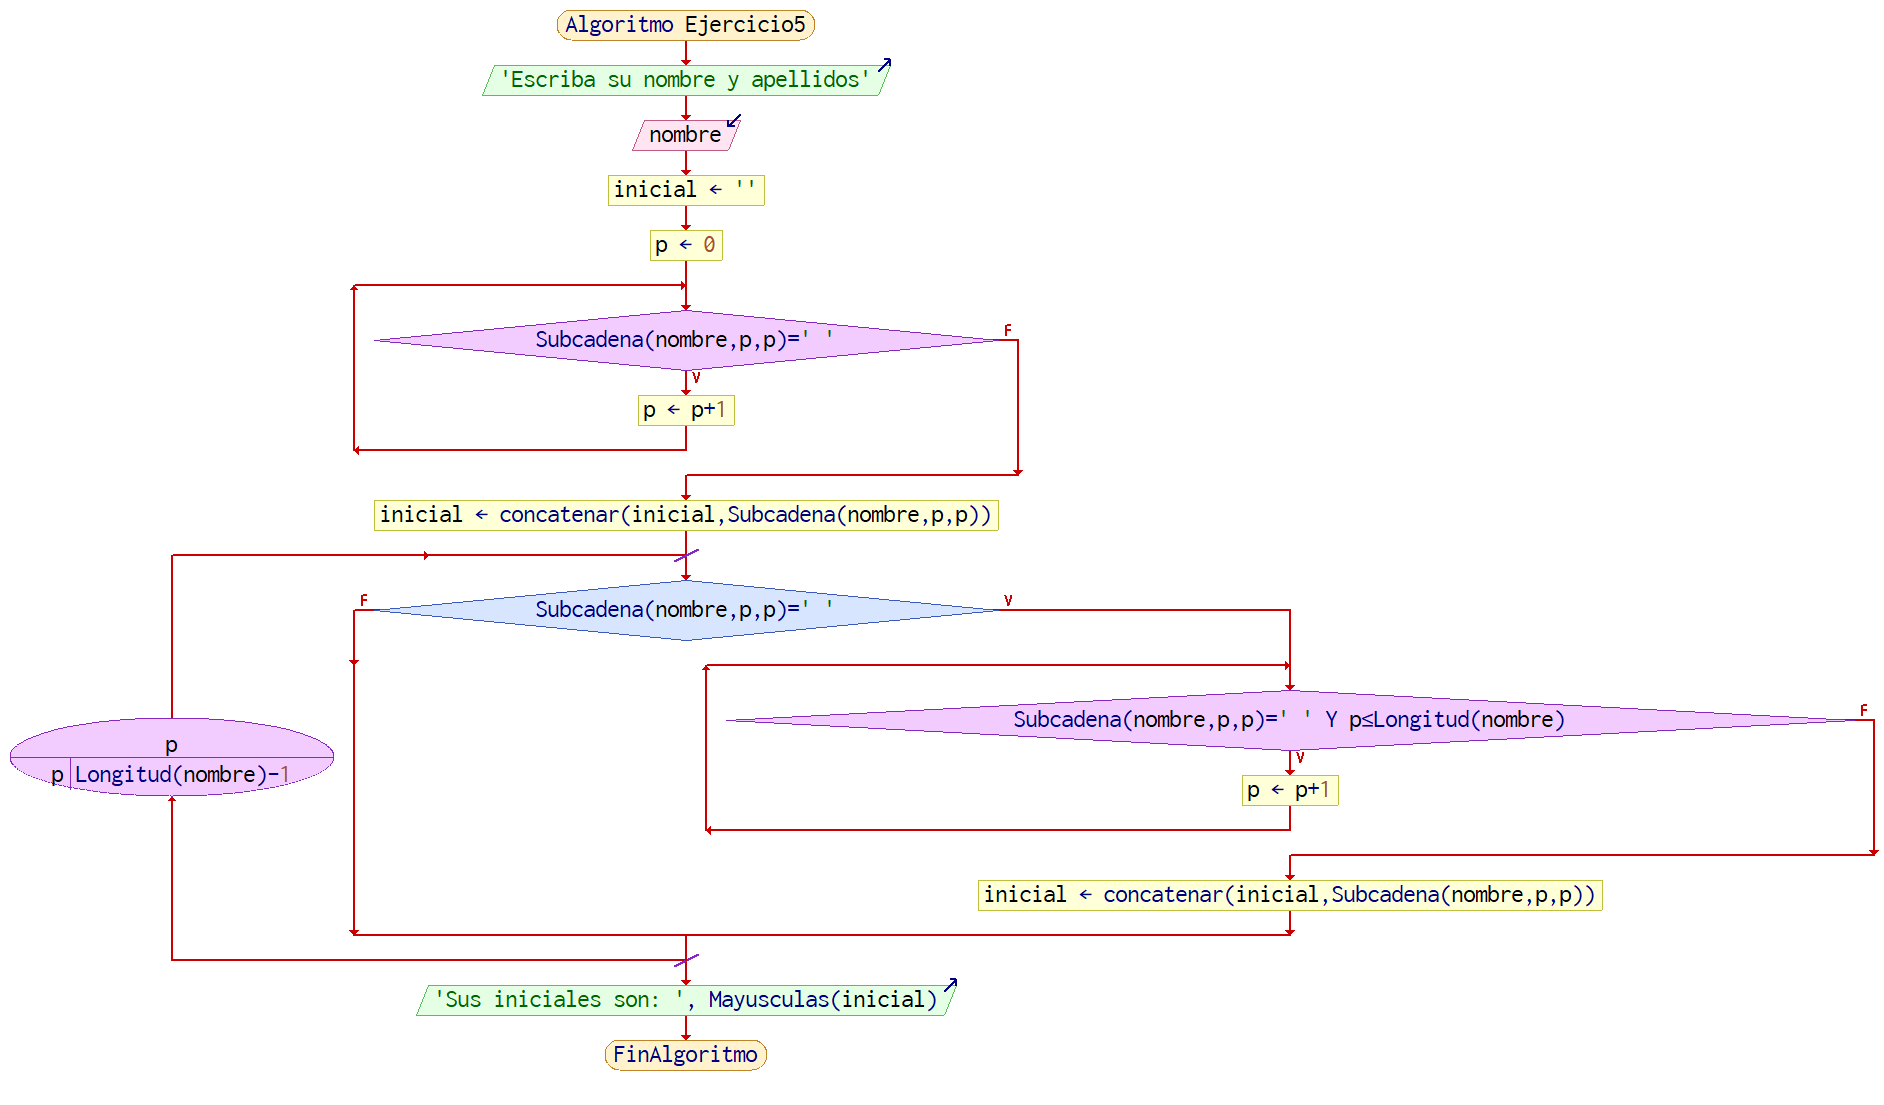 Algoritmo Ejercicio5
'Escriba su nombre y apellidos'
nombre
inicial ← ''
p ← 0
Subcadena(nombre,p,p)=' '
F
V
p ← p+1
inicial ← concatenar(inicial,Subcadena(nombre,p,p))
F
Subcadena(nombre,p,p)=' '
V
Subcadena(nombre,p,p)=' ' Y p≤Longitud(nombre)
F
V
p
p Longitud(nombre)-1
p ← p+1
inicial ← concatenar(inicial,Subcadena(nombre,p,p))
'Sus iniciales son: ', Mayusculas(inicial)
FinAlgoritmo